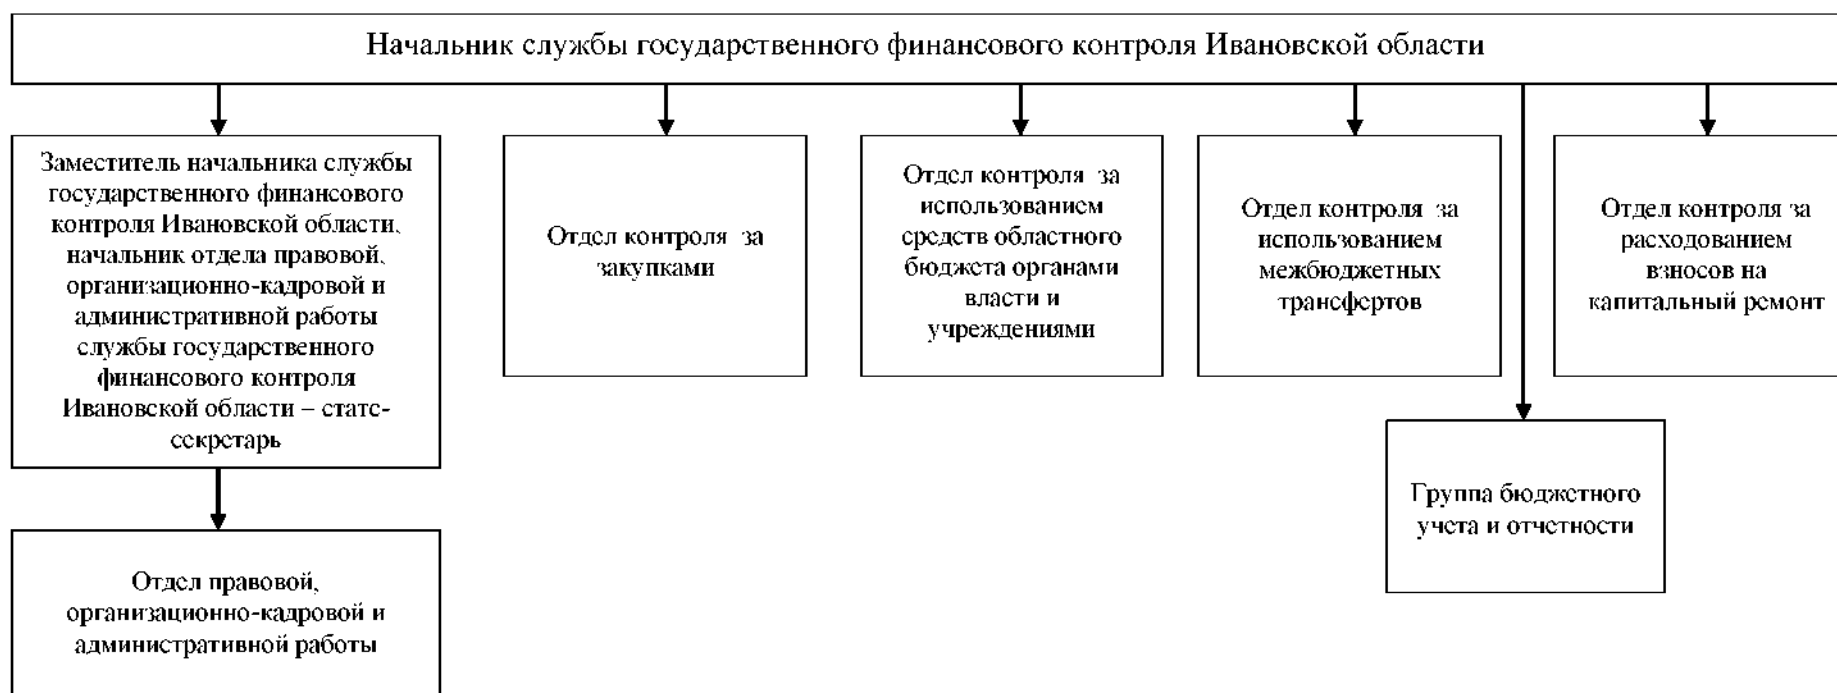 Начальник службы государственного финансового контроля Ивановской области
Заместитель начальника службы
государственного финансового
контроля Ивановской области,
начальник отдела правовой,
организационно-кадровой и
административной работы
службы государственного
финансового контроля
Ивановской области – статс-
секретарь
Отдел контроля за
закупками
Отдел контроля за
использованием
средств областного
бюджета органами
власти и
учреждениями
Отдел контроля за
использованием
межбюджетных
трансфертов
Отдел контроля за
расходованием
взносов на
капитальный ремонт
Группа бюджетного
учета и отчетности
Отдел правовой,
организационно-кадровой и
административной работы